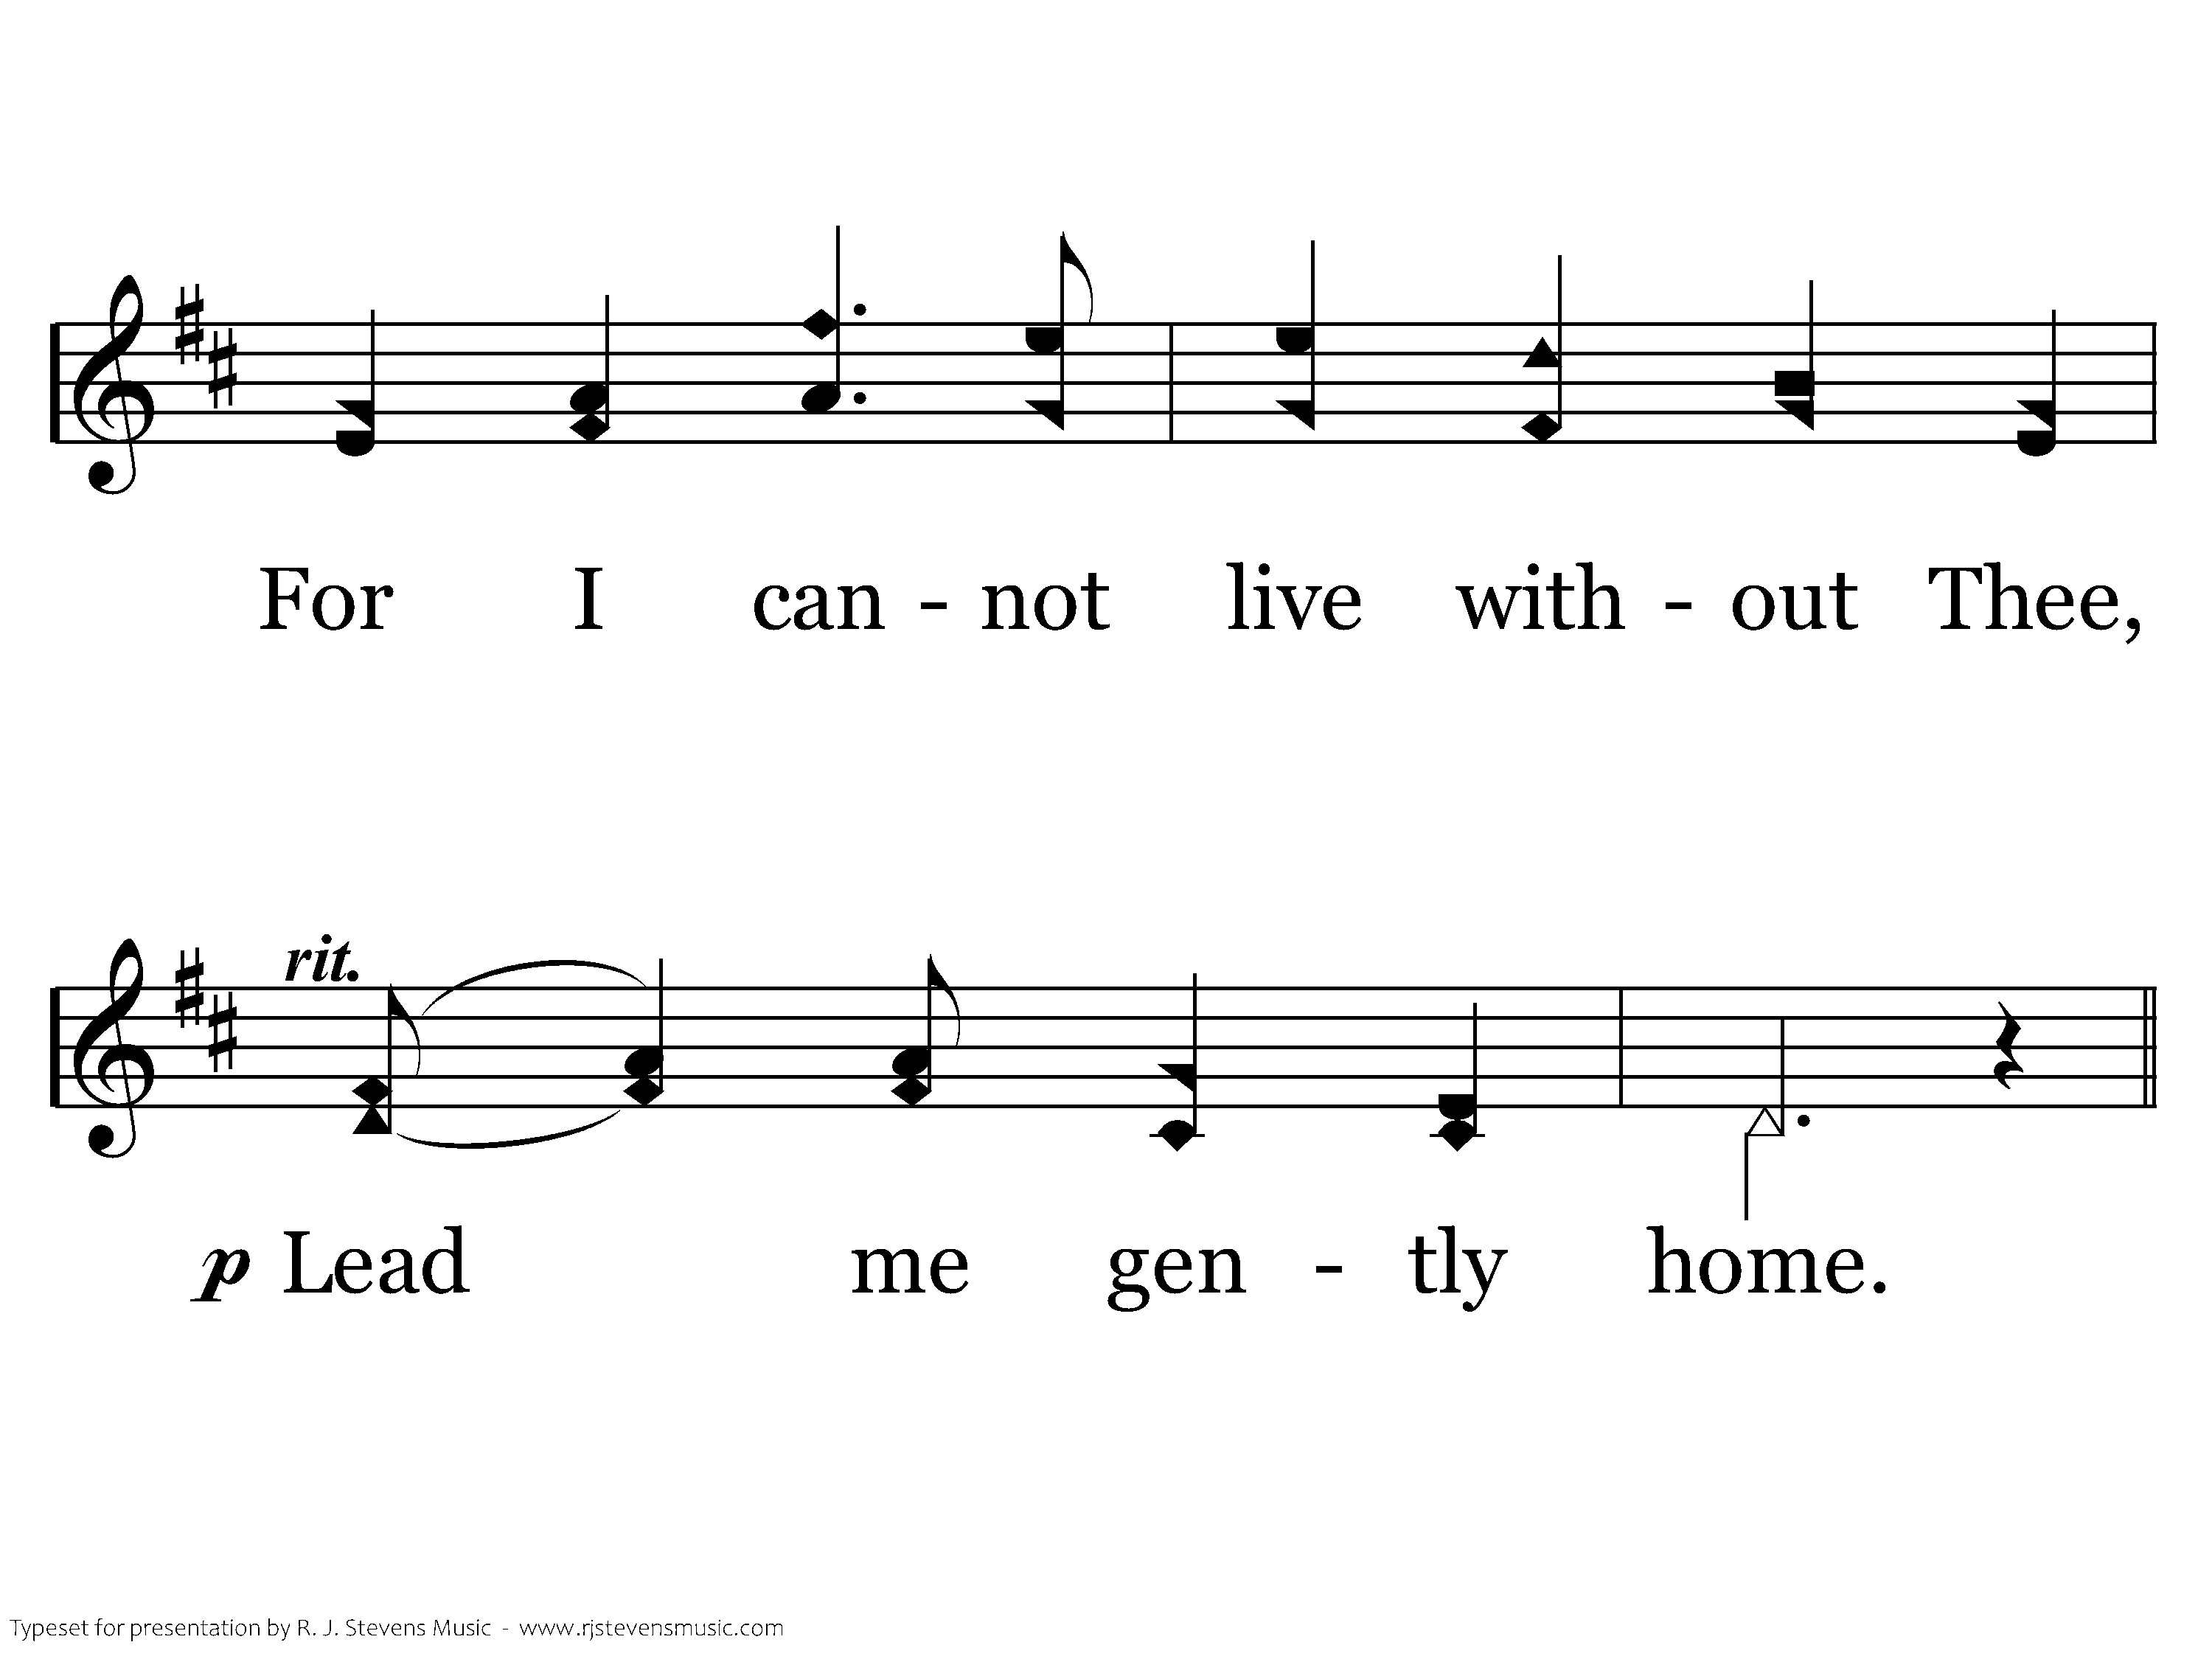 For I can - not live with - out Thee,
rit.
p Lead me gen - tly home.
Typeset for presentation by R. J. Stevens Music - www.rjstevensmusic.com